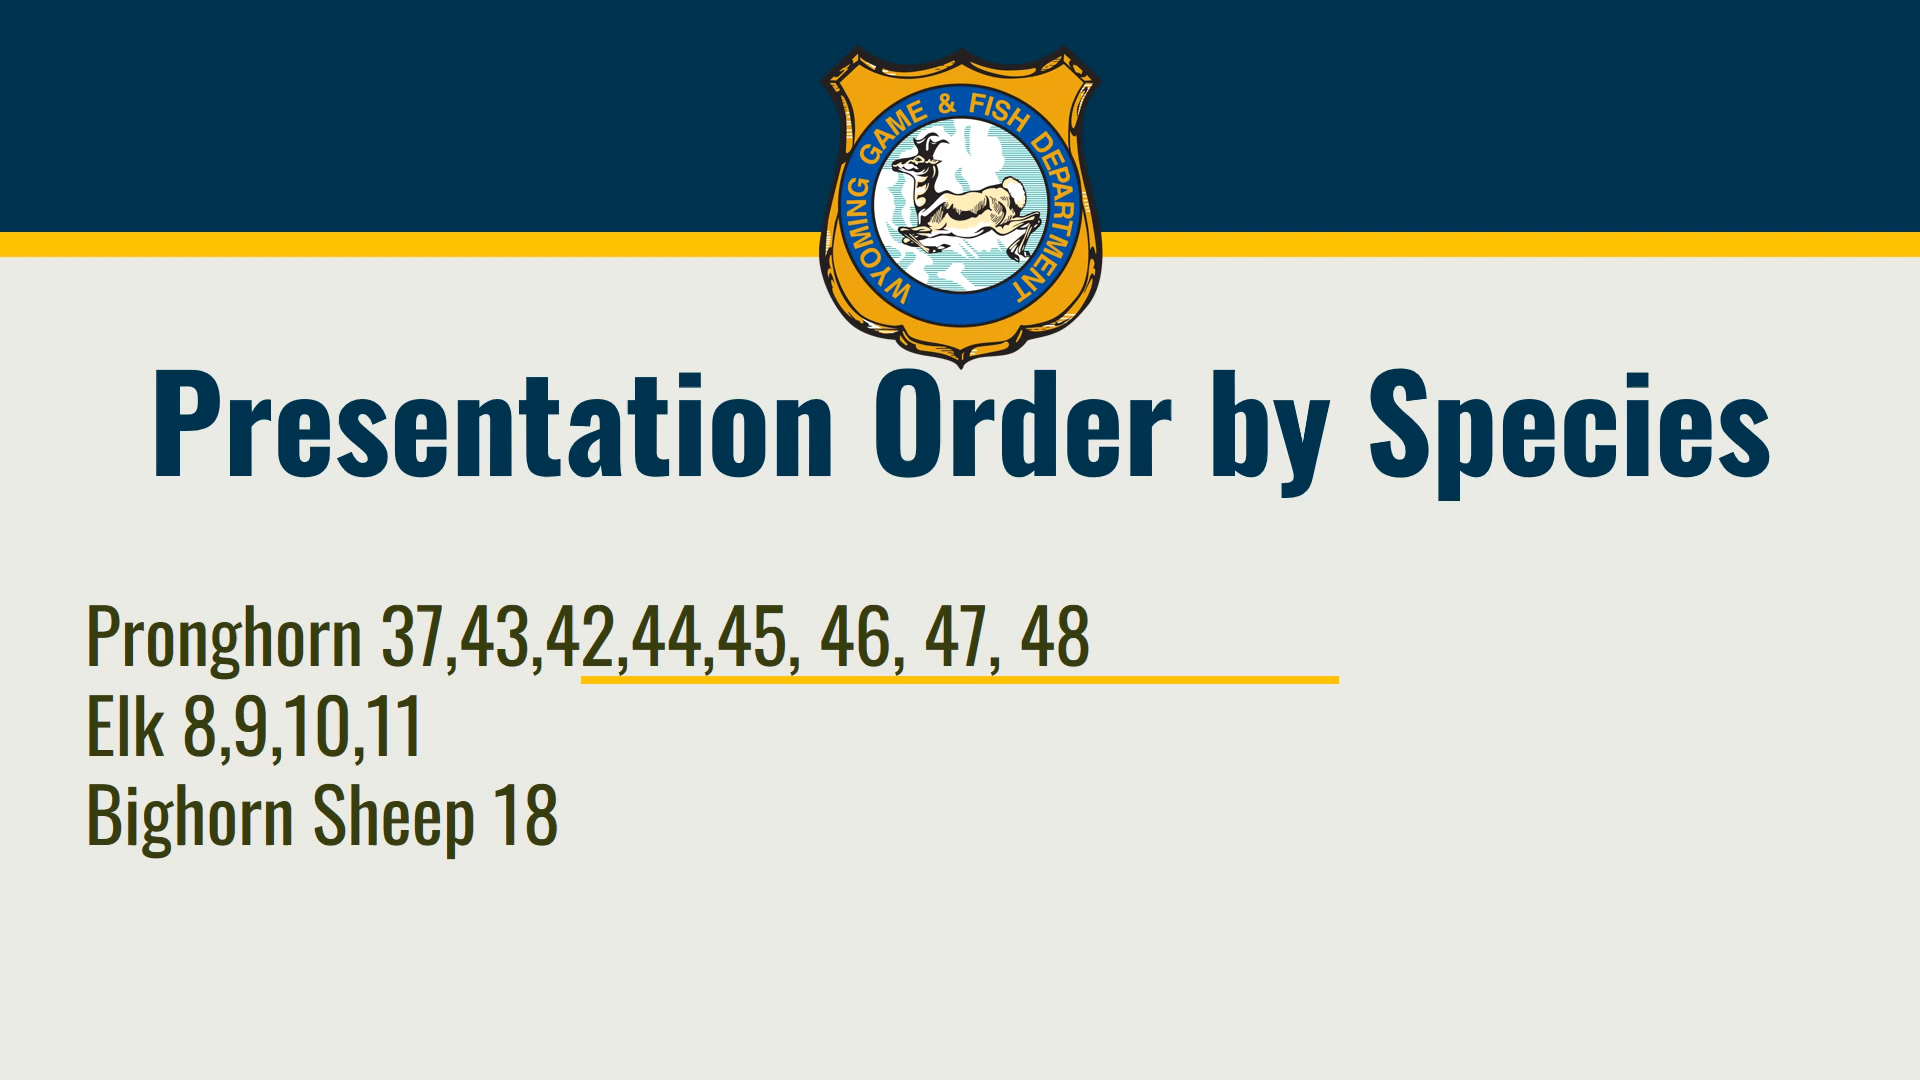 WYOMING GAME & FISH DEPARTMENT
Presentation Order by Species
Pronghorn 37,43,42,44,45, 46, 47, 48
Elk 8,9,10,11
Bighorn Sheep 18